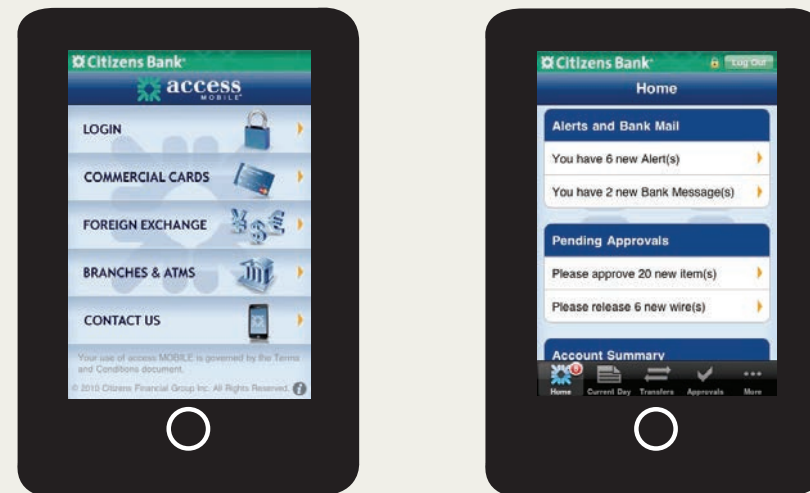 Citizens Bank
access
MOBILE
LOGIN
COMMERCIAL CARDS
FOREIGN EXCHANGE
BRANCHES & ATMS
CONTACT US
Your use of access MOBILE is governed by the Terms
and Conditions document.
© 2010 Citizens Financial Group Inc. All Rights Reserved.
Citizens Bank
Log Out
Home
Alerts and Bank Mail
You have 6 new Alert(s)
You have 2 new Bank Message(s)
Pending Approvals
Please approve 20 new item(s)
Please release 6 new wire(s)
Account Summary
Home Current Day Transfers Approvals More